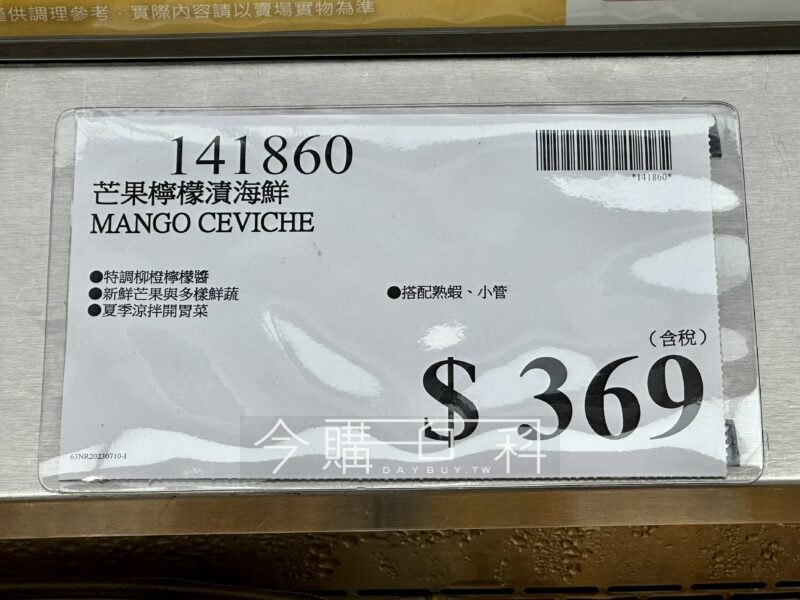 僅供調理參考，實際內容請以賣場實物為準
141860
*141860*
芒果檸檬漬海鮮
MANGO CEVICHE
●特調柳橙檸檬醬
●新鮮芒果與多樣鮮蔬
●搭配熟蝦、小管
●夏季涼拌開胃菜
（含稅）
$ 369
63NR20230710-1
今購百科
DAYBUY.TW